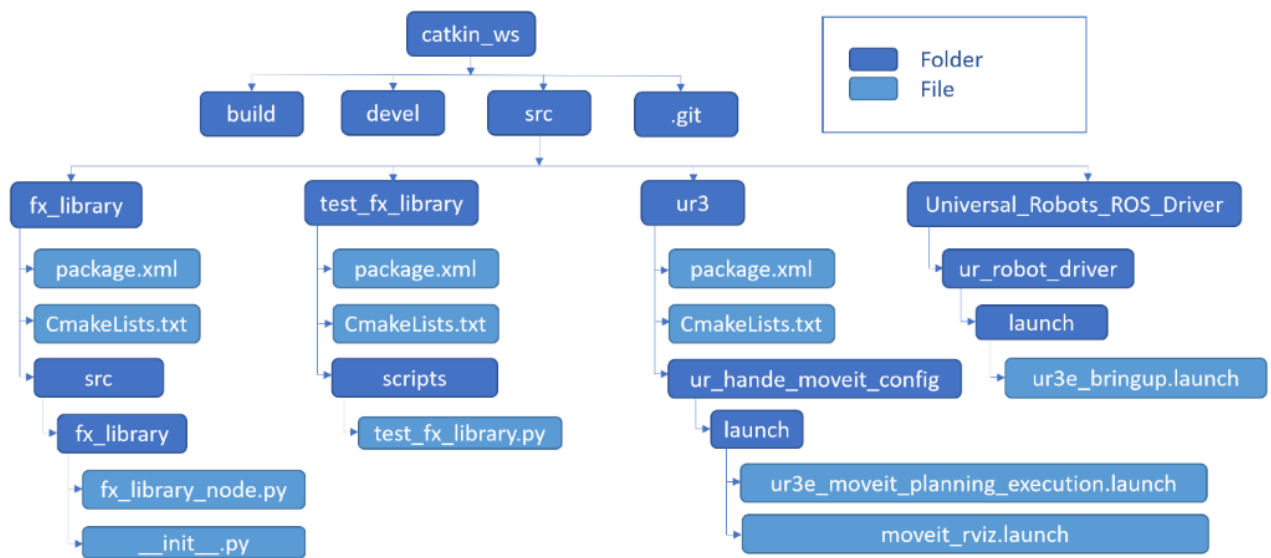 catkin_ws
Folder
File
build
devel
src
.git
fx_library
test_fx_library
ur3
Universal_Robots_ROS_Driver
package.xml
package.xml
package.xml
ur_robot_driver
CmakeLists.txt
CmakeLists.txt
CmakeLists.txt
launch
src
scripts
ur_hande_moveit_config
ur3e_bringup.launch
fx_library
test_fx_library.py
launch
fx_library_node.py
ur3e_moveit_planning_execution.launch
__init__.py
moveit_rviz.launch